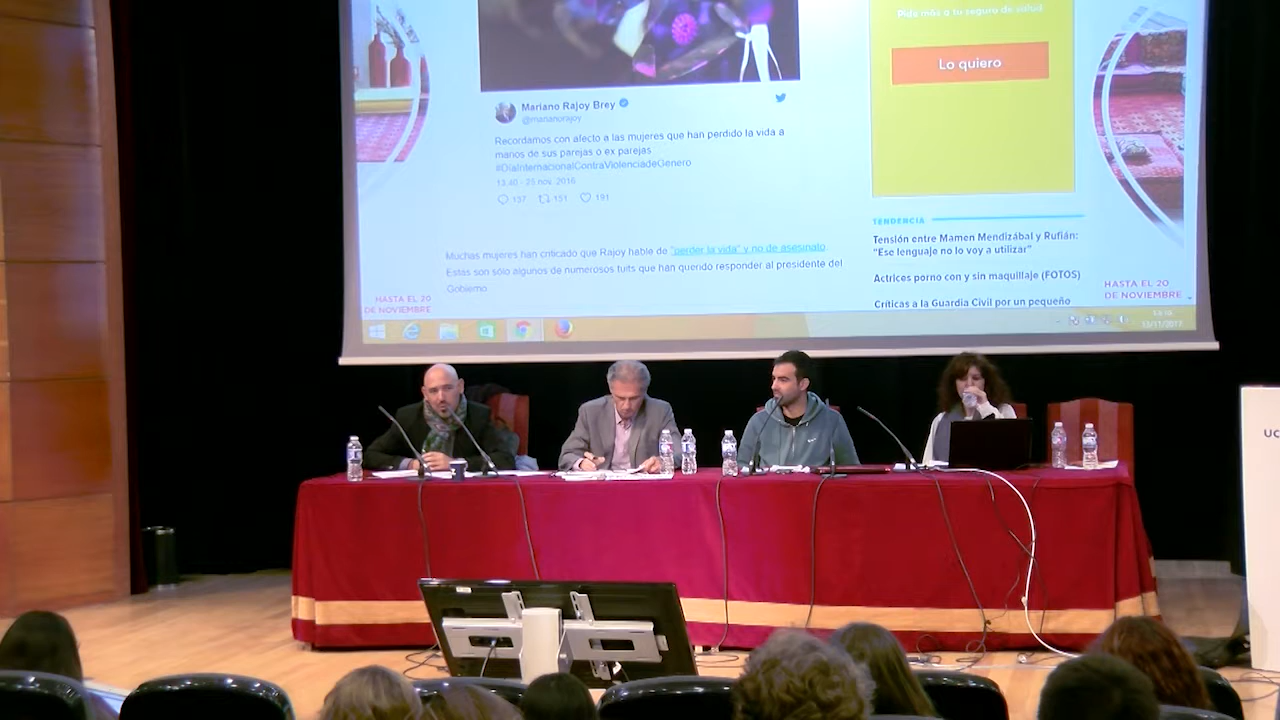 Pide más a tu seguro de salud
Lo quiero
Mariano Rajoy Brey
@marianorajoy
Recordamos con afecto a las mujeres que han perdido la vida a
manos de sus parejas o ex parejas
#DíaInternacionalContraViolenciadeGénero
13:40 - 25 nov. 2016
137 151 191
Muchas mujeres han criticado que Rajoy hable de "perder la vida" y no de asesinato.
Estas son sólo algunos de numerosos tuits que han querido responder al presidente del
Gobierno.
TENDENCIA
Tensión entre Mamen Mendizábal y Rufián:
"Ese lenguaje no lo voy a utilizar"
Actrices porno con y sin maquillaje (FOTOS)
Críticas a la Guardia Civil por un pequeño
HASTA EL 20
DE NOVIEMBRE
HASTA EL 20
DE NOVIEMBRE
UC